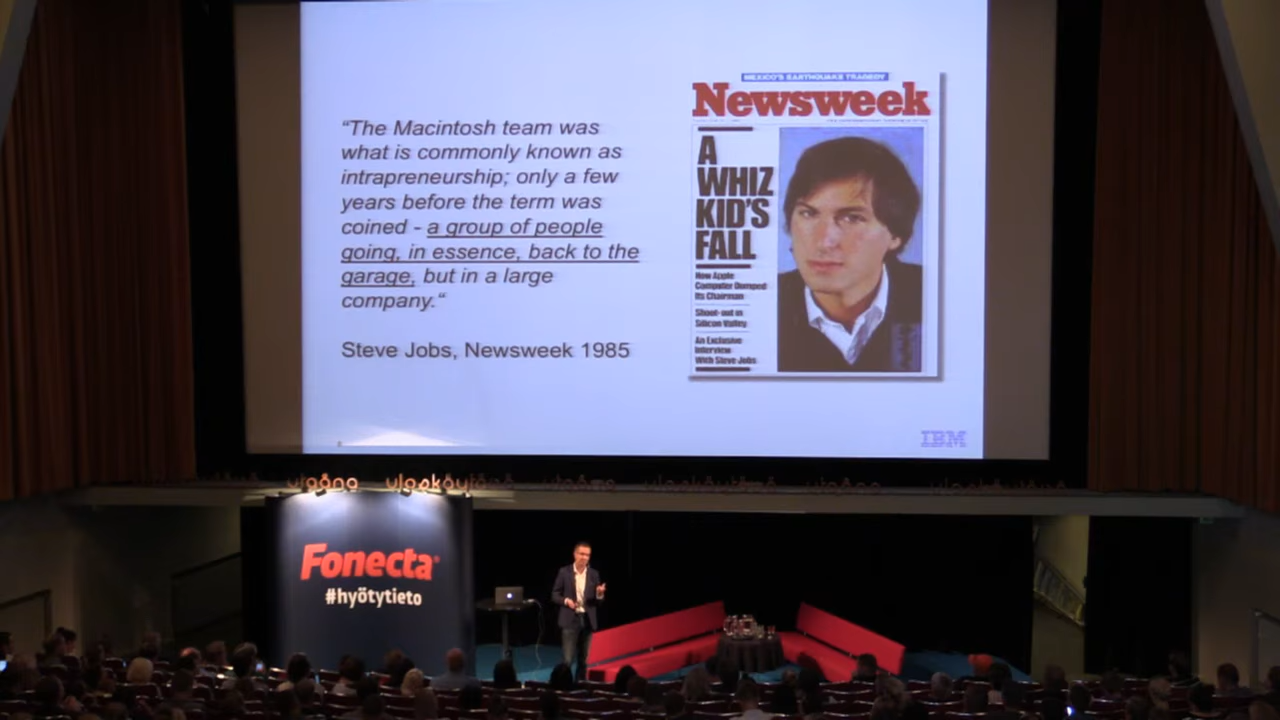 MEXICO'S EARTHQUAKE TRAGEDY
Newsweek
“The Macintosh team was
what is commonly known as
intrapreneurship; only a few
years before the term was
coined - a group of people
going, in essence, back to the
garage, but in a large
company.“
Steve Jobs, Newsweek 1985
A
WHIZ
KID'S
FALL
How Apple
Computer Dumped
Its Chairman
Shoot-out in
Silicon Valley
An Exclusive
Interview
With Steve Jobs
IBM
utgång uloskäytävä
Fonecta
#hyötytieto